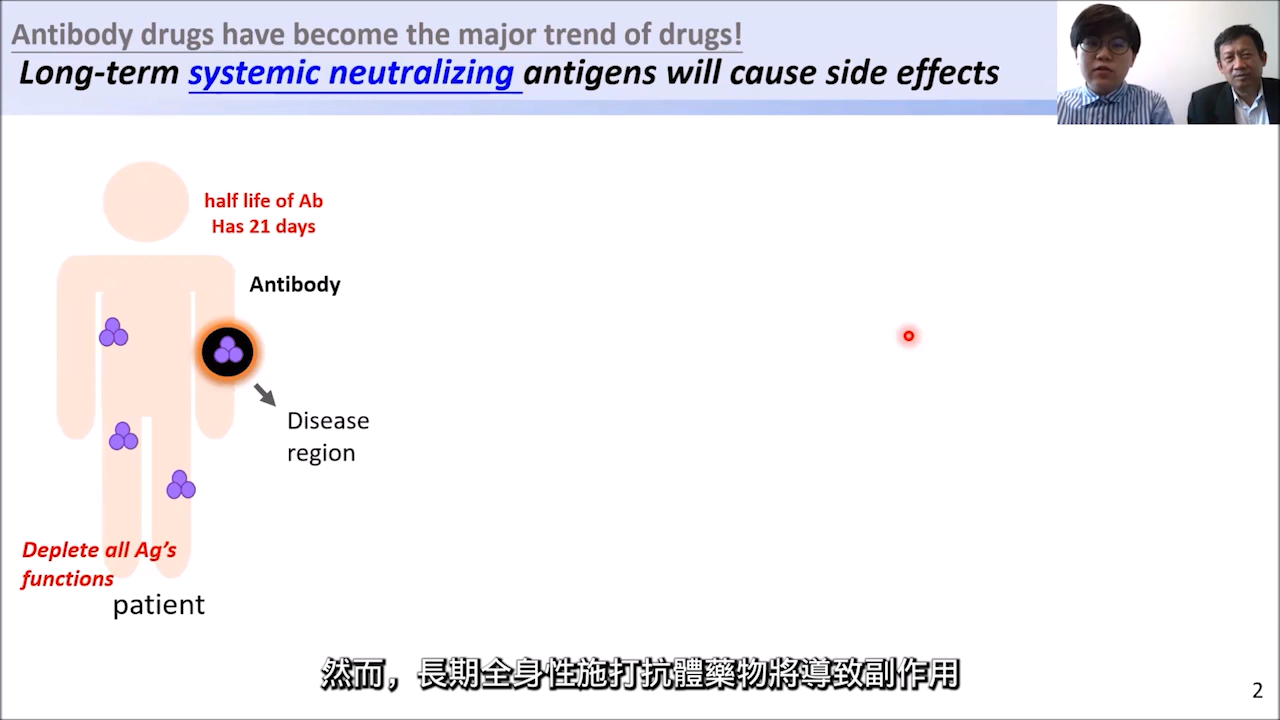 Antibody drugs have become the major trend of drugs!
Long-term systemic neutralizing antigens will cause side effects
half life of Ab
Has 21 days
Antibody
Disease
region
Deplete all Ag's
functions
patient
然而，長期全身性施打抗體藥物將導致副作用
2